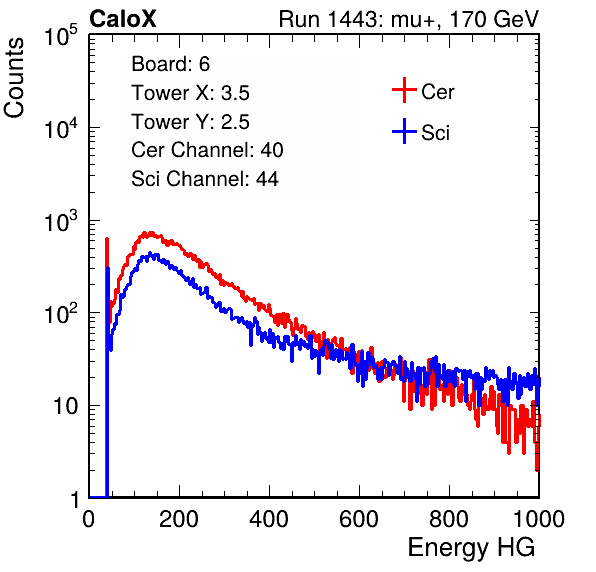 CaloX Run 1443: mu+, 170 GeV
Counts
Board: 6
Tower X: 3.5
Tower Y: 2.5
Cer Channel: 40
Sci Channel: 44
Cer
Sci
10^5
10^4
10^3
10^2
10
1
0 200 400 600 800 1000
Energy HG